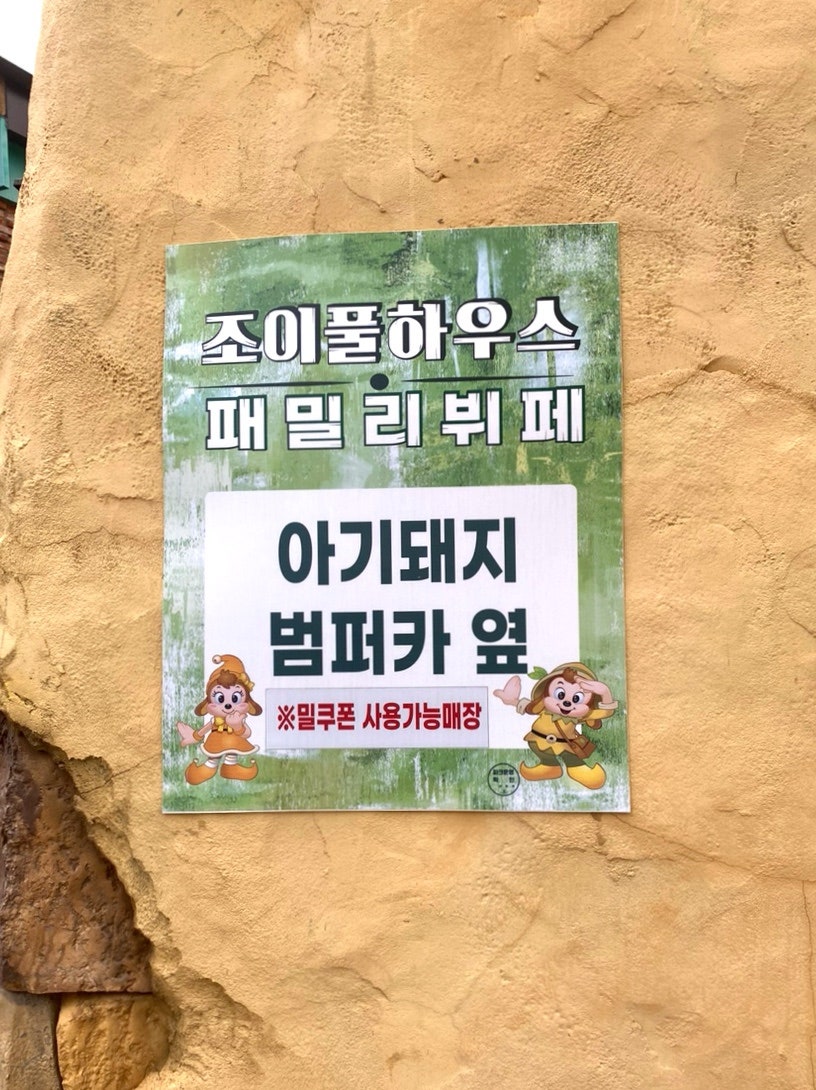 조이풀하우스
패밀리뷔페
아기돼지
범퍼카 옆
※밀쿠폰 사용가능매장